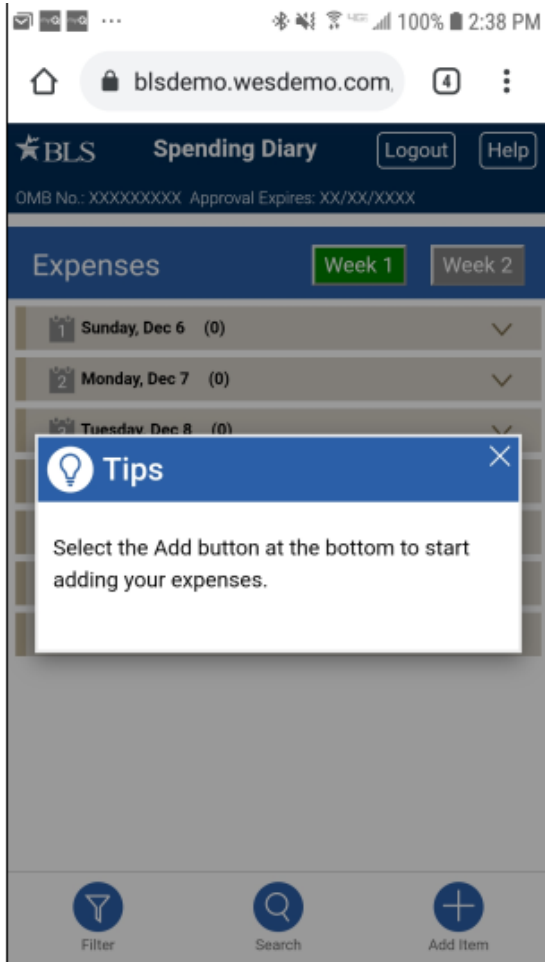 100% 2:38 PM
blsdemo.wesdemo.com, 4
BLS Spending Diary Logout Help
OMB No.: XXXXXXXXX Approval Expires: XX/XX/XXXX
Expenses Week 1 Week 2
1 Sunday, Dec 6 (0)
2 Monday, Dec 7 (0)
Tuesday, Dec 8 (0)
Tips
Select the Add button at the bottom to start
adding your expenses.
Filter Search Add Item